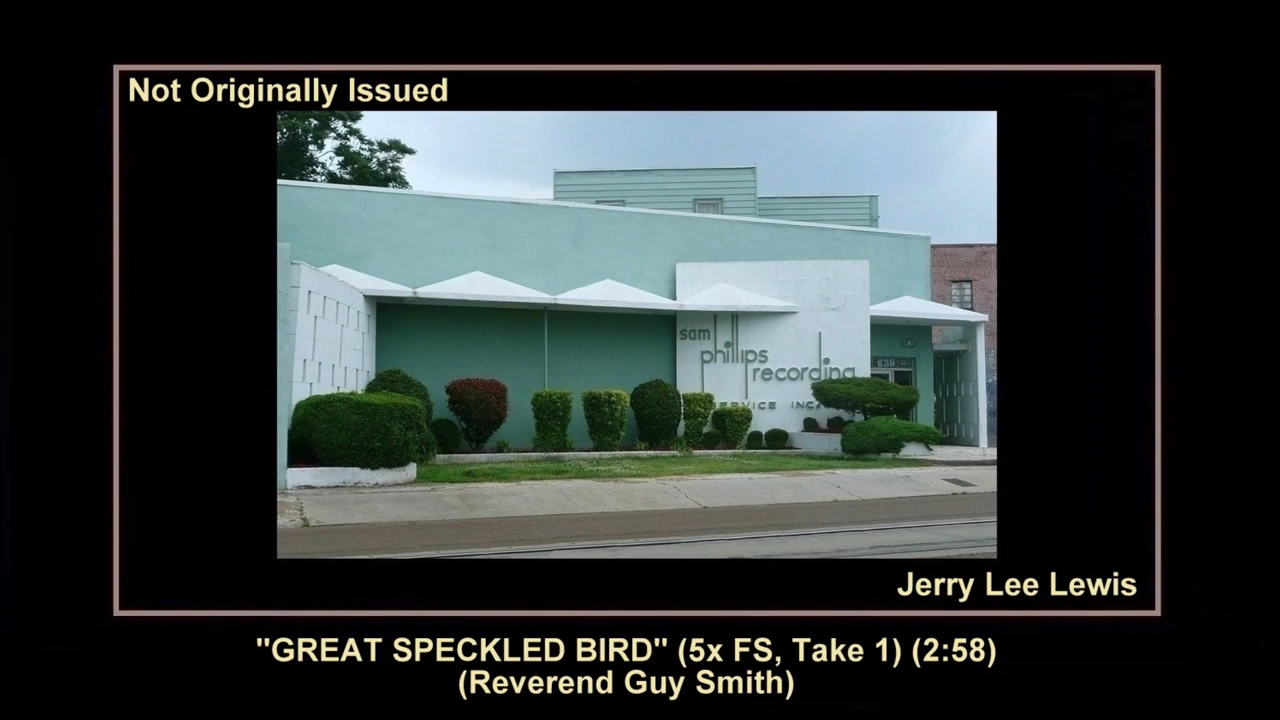 Not Originally Issued
sam
phillips
recording
SERVICE INC.
639
Jerry Lee Lewis
"GREAT SPECKLED BIRD" (5x FS, Take 1) (2:58)
(Reverend Guy Smith)